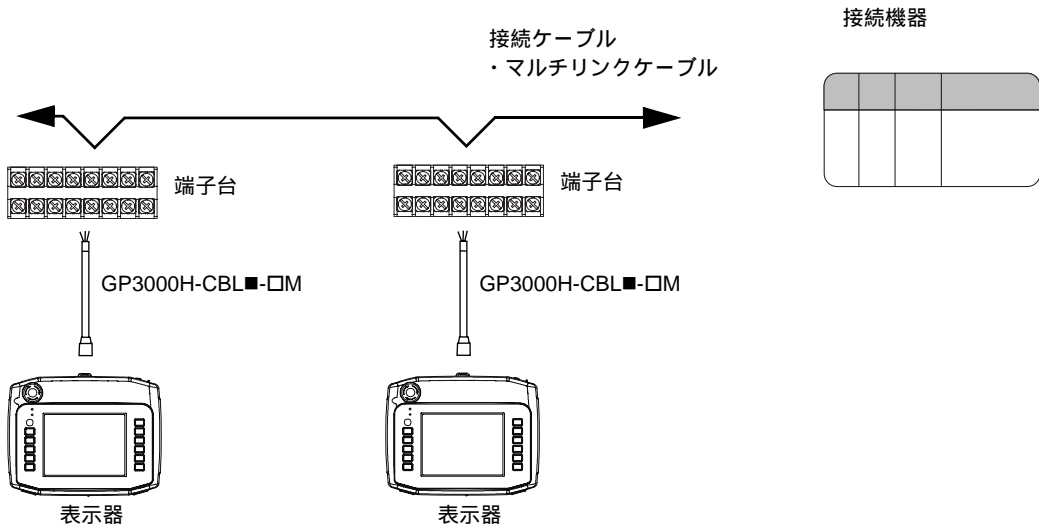 接続機器
接続ケーブル
・マルチリンクケーブル
端子台
端子台
GP3000H-CBL■-□M
GP3000H-CBL■-□M
表示器
表示器